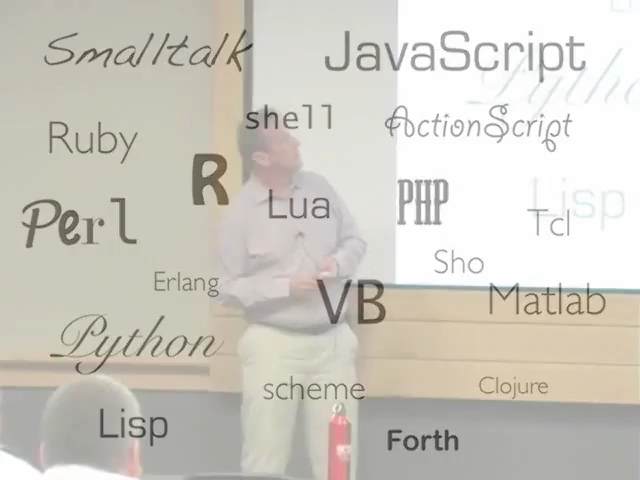 Smalltalk
JavaScript
shell
ActionScript
Ruby
R
Lua
PHP
Perl
Lisp
Tcl
Sho
Erlang
VB
Matlab
Python
scheme
Clojure
Lisp
Forth